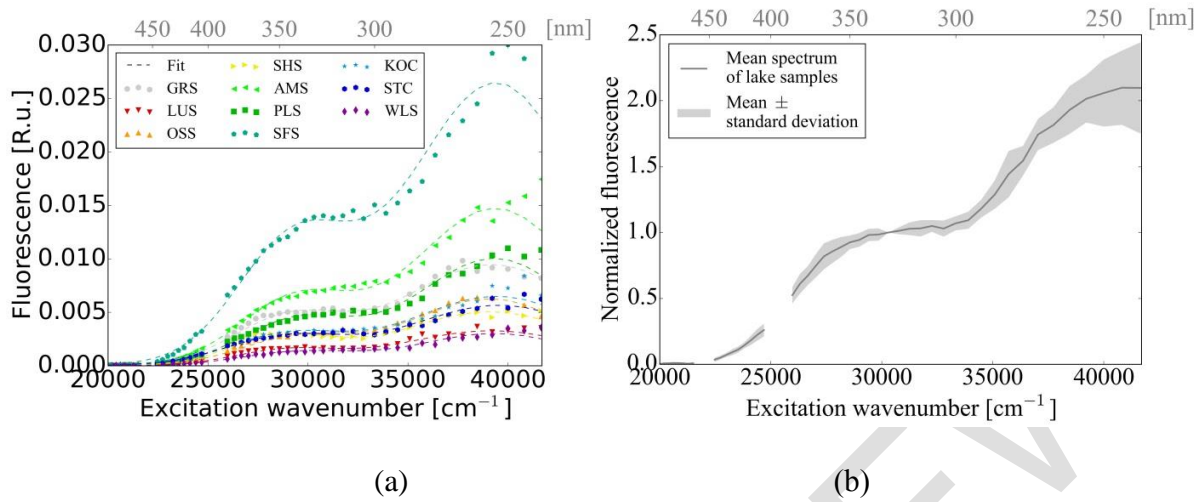 450 400 350 300 250 [nm]
0.030
0.025
0.020
0.015
0.010
0.005
0.000
Fluorescence [R.u.]
Fit
GRS
LUS
OSS
SHS
AMS
PLS
SFS
KOC
STC
WLS
20000 25000 30000 35000 40000
Excitation wavenumber [cm⁻¹]
(a)
450 400 350 300 250 [nm]
2.5
2.0
1.5
1.0
0.5
0.0
Normalized fluorescence
Mean spectrum
of lake samples
Mean ±
standard deviation
20000 25000 30000 35000 40000
Excitation wavenumber [cm⁻¹]
(b)